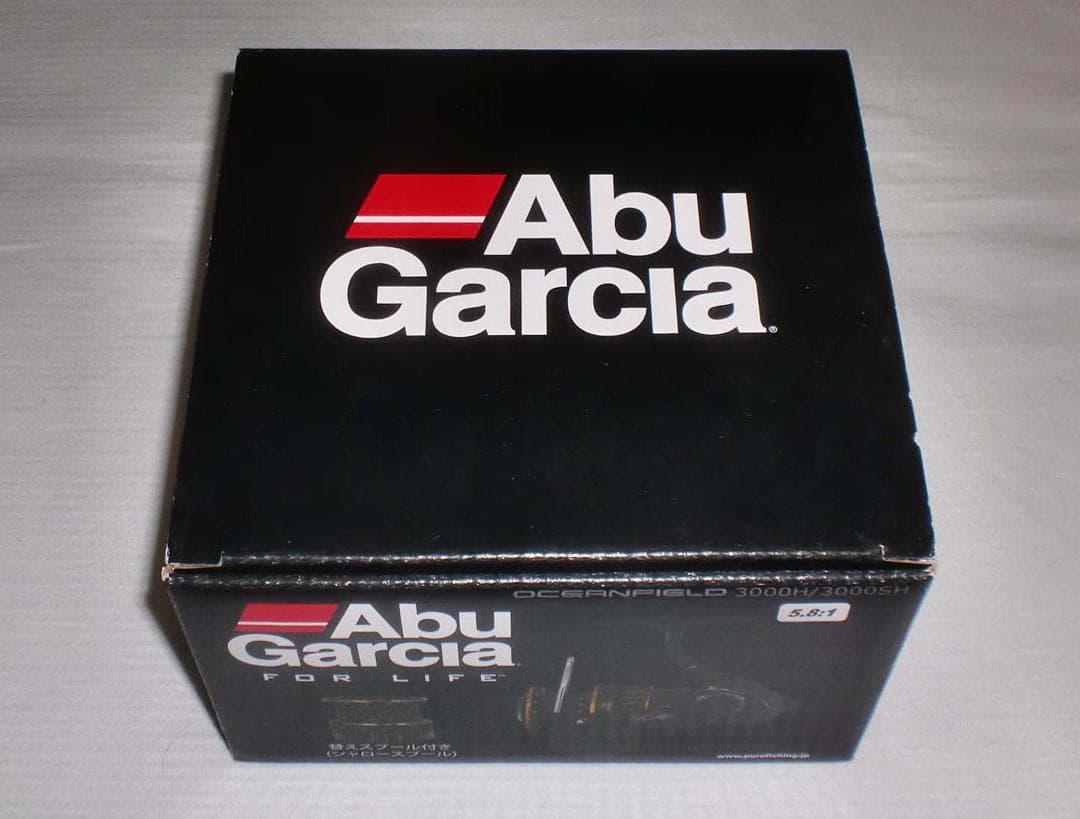 Abu
Garcia®
OCEANFIELD 3000H/3000SH
5.8:1
Abu
Garcia
FOR LIFE™
替えスプール付き
(シャロースプール)
www.purefishing.jp